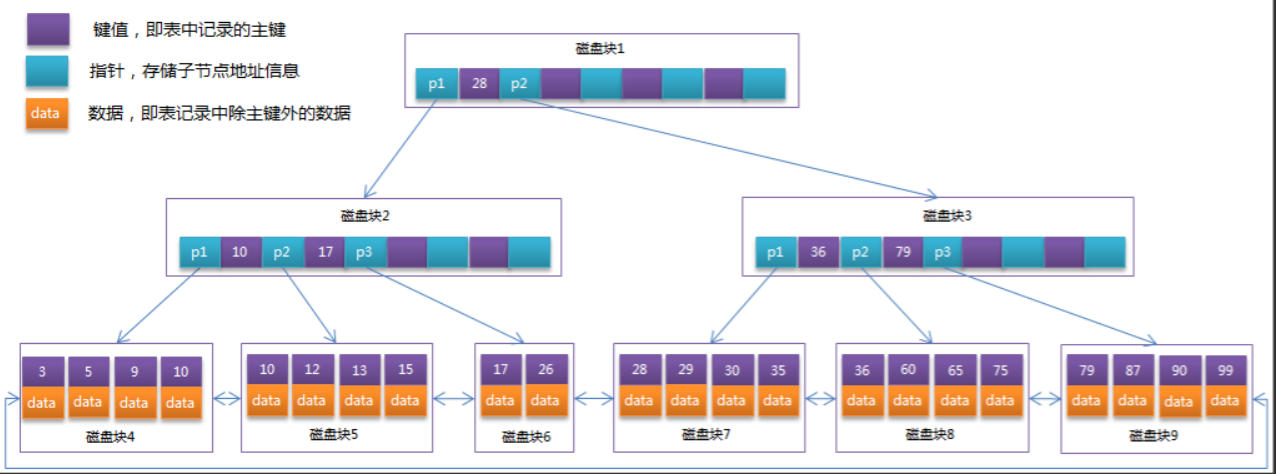 键值，即表中记录的主键
指针，存储子节点地址信息
data 数据，即表记录中除主键外的数据
磁盘块1
p1 28 p2
磁盘块2
p1 10 p2 17 p3
磁盘块3
p1 36 p2 79 p3
3 5 9 10
data data data data
磁盘块4
10 12 13 15
data data data data
磁盘块5
17 26
data data
磁盘块6
28 29 30 35
data data data data
磁盘块7
36 60 65 75
data data data data
磁盘块8
79 87 90 99
data data data data
磁盘块9